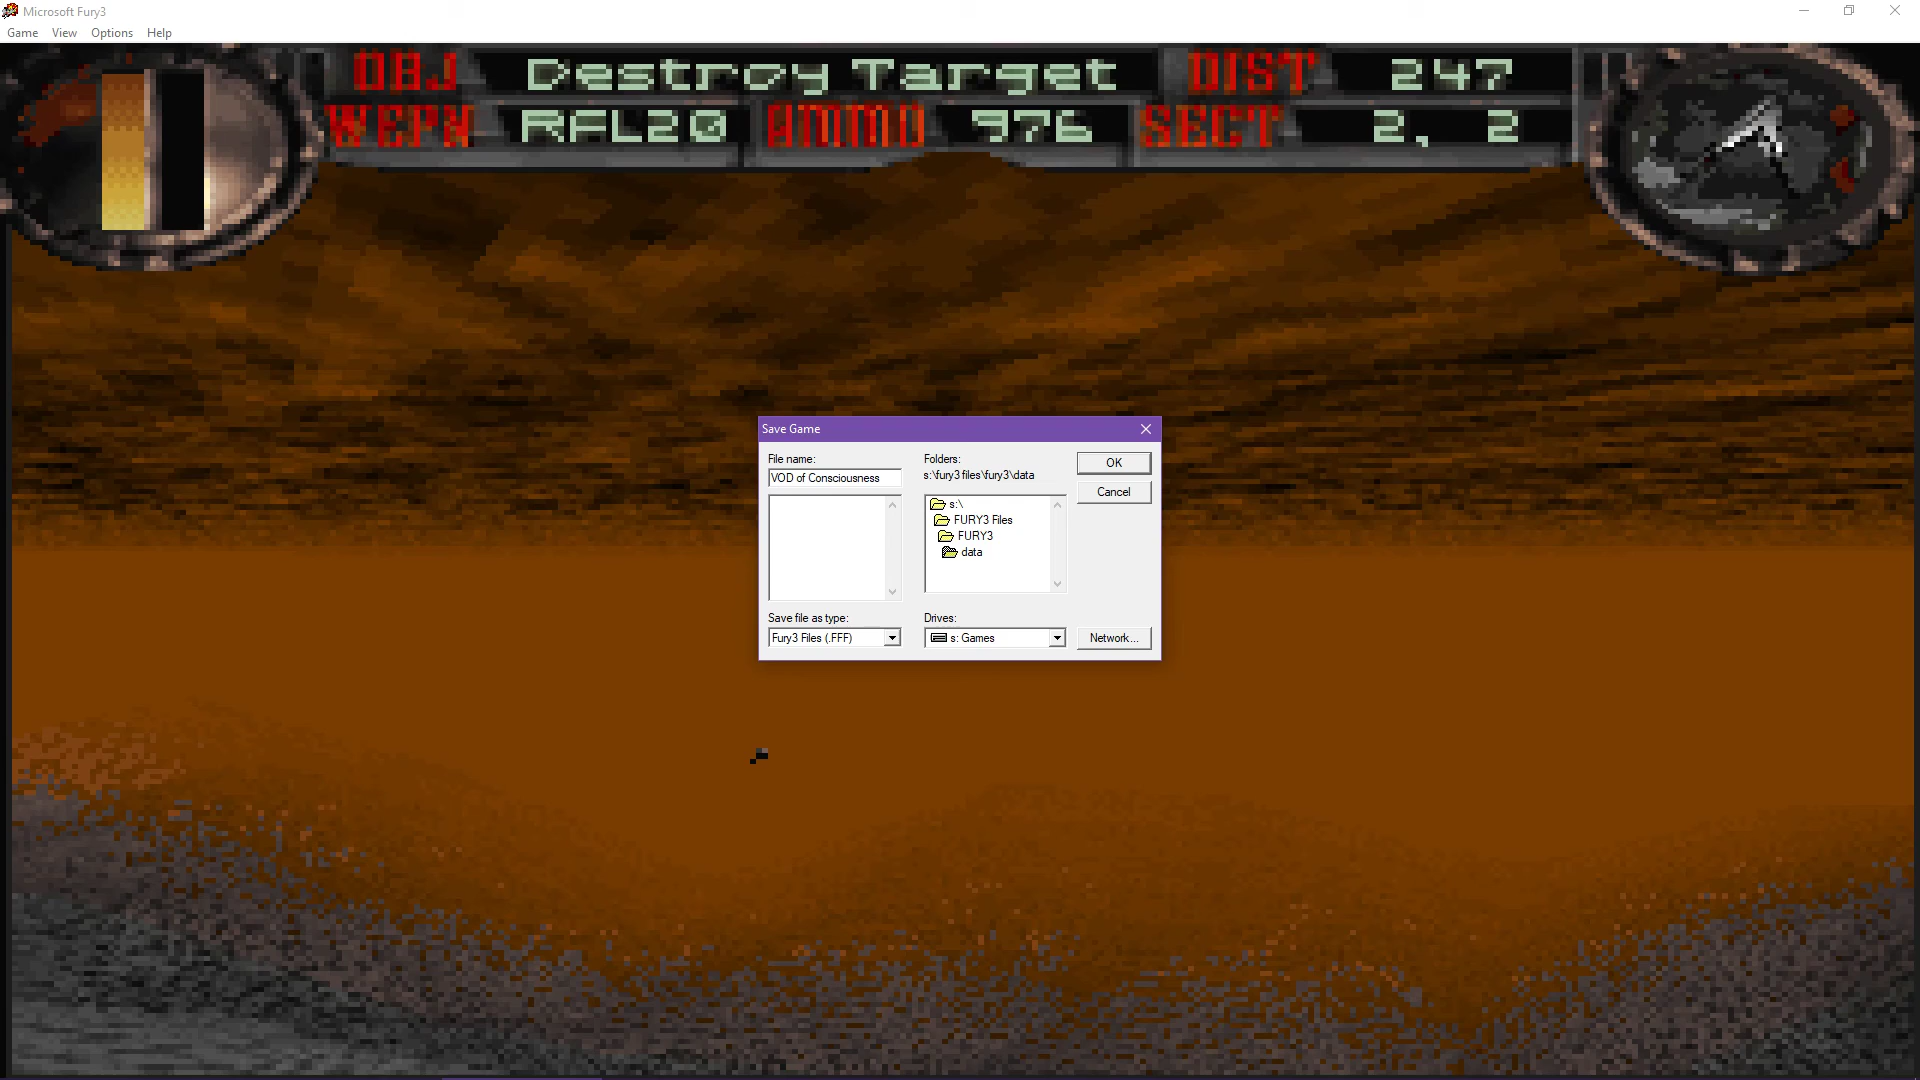 Microsoft Fury3
Game View Options Help
OBJ Destroy Target DIST 247
WEPN RFL20 AMMO 976 SECT 2, 2
Save Game
File name:
VOD of Consciousness
Folders:
s:\fury3 files\fury3\data
OK
Cancel
s:\
FURY3 Files
FURY3
data
Save file as type:
Fury3 Files (.FFF)
Drives:
s: Games
Network...